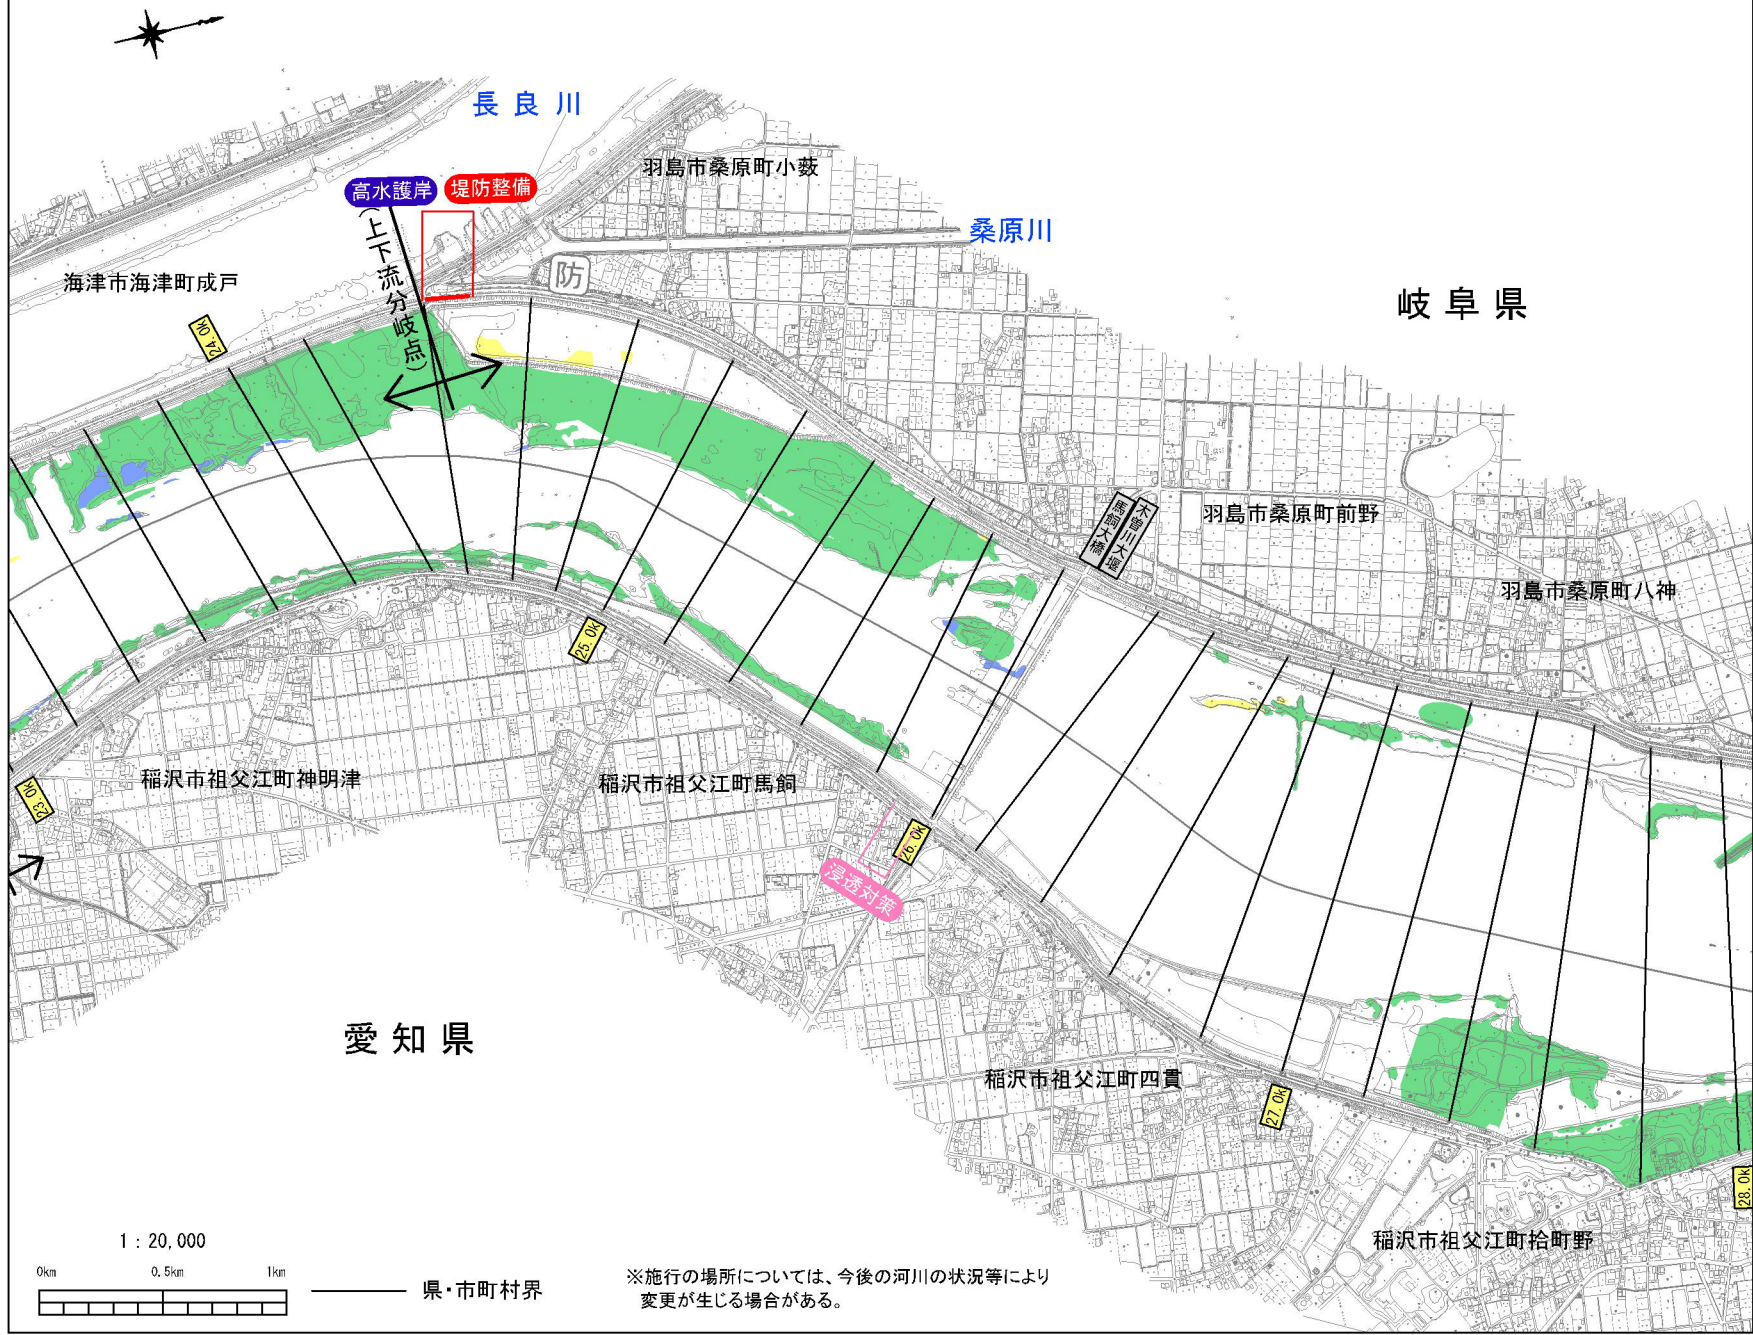 長良川
羽島市桑原町小薮
高水護岸
堤防整備
(上下流分岐点)
桑原川
防
海津市海津町成戸
岐阜県
24.0k
木曽川大堰
馬飼大橋
羽島市桑原町前野
羽島市桑原町八神
25.0k
稲沢市祖父江町神明津
稲沢市祖父江町馬飼
23.0k
26.0k
浸透対策
愛知県
稲沢市祖父江町四貫
27.0k
28.0k
稲沢市祖父江町拾町野
1:20,000
0km 0.5km 1km
県・市町村界
※施行の場所については、今後の河川の状況等により
変更が生じる場合がある。